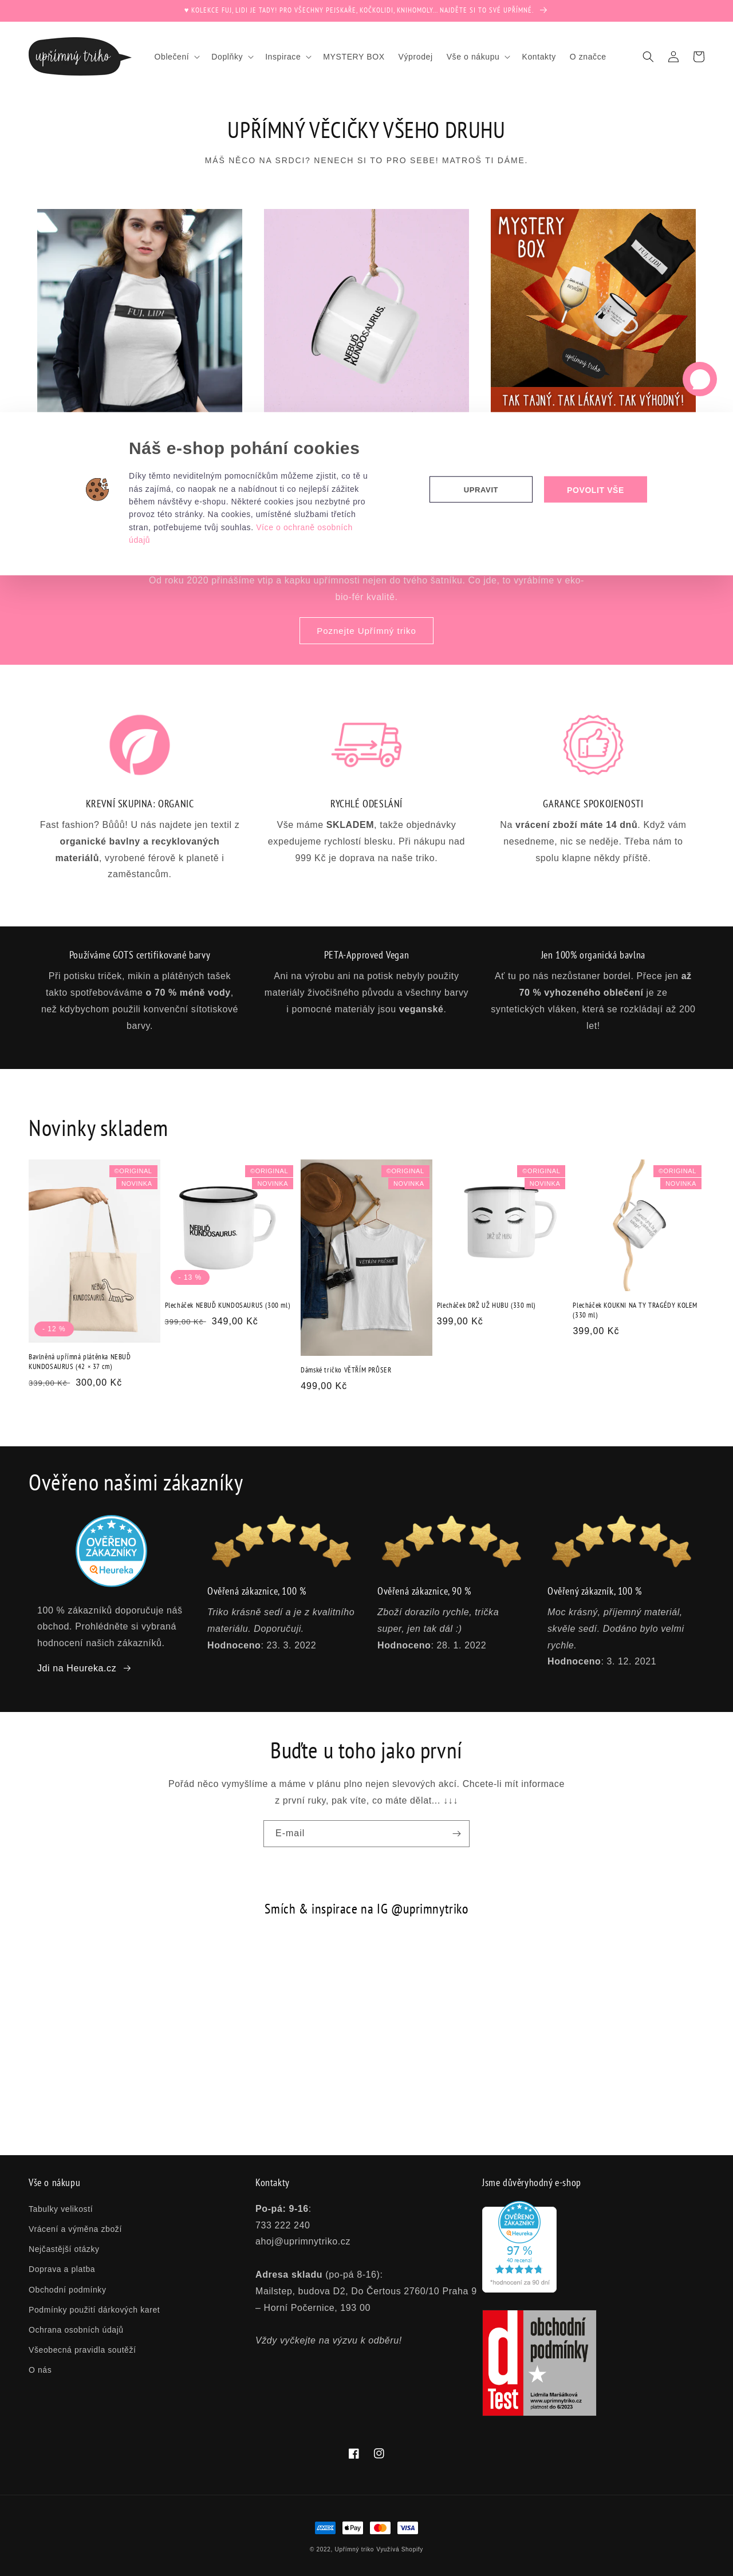 ♥ KOLEKCE FUJ, LIDI JE TADY! PRO VŠECHNY PEJSKAŘE, KOČKOLIDI, KNIHOMOLY... NAJDĚTE SI TO SVÉ UPŘÍMNÉ. →
upřímný triko
Oblečení
Doplňky
Inspirace
MYSTERY BOX
Výprodej
Vše o nákupu
Kontakty
O značce
UPŘÍMNÝ VĚCIČKY VŠEHO DRUHU
MÁŠ NĚCO NA SRDCI? NENECH SI TO PRO SEBE! MATROŠ TI DÁME.
FUJ, LIDI.
NEBUĎ
KUNDOSAURUS.
MYSTERY
BOX
FUJ, LIDI.
upřímný triko
TAK TAJNÝ. TAK LÁKAVÝ. TAK VÝHODNÝ!
Náš e-shop pohání cookies
Díky těmto neviditelným pomocníčkům můžeme zjistit, co tě u
nás zajímá, co naopak ne a nabídnout ti co nejlepší zážitek
během návštěvy e-shopu. Některé cookies jsou nezbytné pro
provoz této stránky. Na cookies, umístěné službami třetích
stran, potřebujeme tvůj souhlas. Více o ochraně osobních
údajů
UPRAVIT
POVOLIT VŠE
Od roku 2020 přinášíme vtip a kapku upřímnosti nejen do tvého šatníku. Co jde, to vyrábíme v eko-
bio-fér kvalitě.
Poznejte Upřímný triko
KREVNÍ SKUPINA: ORGANIC
Fast fashion? Bůůů! U nás najdete jen textil z
organické bavlny a recyklovaných
materiálů, vyrobené férově k planetě i
zaměstancům.
RYCHLÉ ODESLÁNÍ
Vše máme SKLADEM, takže objednávky
expedujeme rychlostí blesku. Při nákupu nad
999 Kč je doprava na naše triko.
GARANCE SPOKOJENOSTI
Na vrácení zboží máte 14 dnů. Když vám
nesedneme, nic se neděje. Třeba nám to
spolu klapne někdy příště.
Používáme GOTS certifikované barvy
Při potisku triček, mikin a plátěných tašek
takto spotřebováváme o 70 % méně vody,
než kdybychom použili konvenční sítotiskové
barvy.
PETA-Approved Vegan
Ani na výrobu ani na potisk nebyly použity
materiály živočišného původu a všechny barvy
i pomocné materiály jsou veganské.
Jen 100% organická bavlna
Ať tu po nás nezůstaner bordel. Přece jen až
70 % vyhozeného oblečení je ze
syntetických vláken, která se rozkládají až 200
let!
Novinky skladem
©ORIGINAL
NOVINKA
NEBUĎ
KUNDOSAURUS
- 12 %
Bavlněná upřímná plátěnka NEBUĎ
KUNDOSAURUS (42 × 37 cm)
339,00 Kč 300,00 Kč
©ORIGINAL
NOVINKA
NEBUĎ
KUNDOSAURUS.
- 13 %
Plecháček NEBUĎ KUNDOSAURUS (300 ml)
399,00 Kč 349,00 Kč
©ORIGINAL
NOVINKA
VĚTŘÍM PRŮSER
Dámské tričko VĚTŘÍM PRŮSER
499,00 Kč
©ORIGINAL
NOVINKA
DRŽ UŽ HUBU
Plecháček DRŽ UŽ HUBU (330 ml)
399,00 Kč
©ORIGINAL
NOVINKA
Plecháček KOUKNI NA TY TRAGÉDY KOLEM
(330 ml)
399,00 Kč
Ověřeno našimi zákazníky
OVĚŘENO
ZÁKAZNÍKY
Heureka
100 % zákazníků doporučuje náš
obchod. Prohlédněte si vybraná
hodnocení našich zákazníků.
Jdi na Heureka.cz →
Ověřená zákaznice, 100 %
Triko krásně sedí a je z kvalitního
materiálu. Doporučuji.
Hodnoceno: 23. 3. 2022
Ověřená zákaznice, 90 %
Zboží dorazilo rychle, trička
super, jen tak dál :)
Hodnoceno: 28. 1. 2022
Ověřený zákazník, 100 %
Moc krásný, příjemný materiál,
skvěle sedí. Dodáno bylo velmi
rychle.
Hodnoceno: 3. 12. 2021
Buďte u toho jako první
Pořád něco vymyšlíme a máme v plánu plno nejen slevových akcí. Chcete-li mít informace
z první ruky, pak víte, co máte dělat... ↓↓↓
E-mail
Smích & inspirace na IG @uprimnytriko
Vše o nákupu
Tabulky velikostí
Vrácení a výměna zboží
Nejčastější otázky
Doprava a platba
Obchodní podmínky
Podmínky použití dárkových karet
Ochrana osobních údajů
Všeobecná pravidla soutěží
O nás
Kontakty
Po-pá: 9-16:
733 222 240
ahoj@uprimnytriko.cz
Adresa skladu (po-pá 8-16):
Mailstep, budova D2, Do Čertous 2760/10 Praha 9
– Horní Počernice, 193 00
Vždy vyčkejte na výzvu k odběru!
Jsme důvěryhodný e-shop
OVĚŘENO
ZÁKAZNÍKY
Heureka
97 %
40 recenzí
*hodnocení za 90 dní
dTest
obchodní
podmínky
Lidmila Maršálková
www.uprimnytriko.cz
platnost do 6/2023
AMERICAN EXPRESS
Pay
VISA
© 2022, Upřímný triko Využívá Shopify